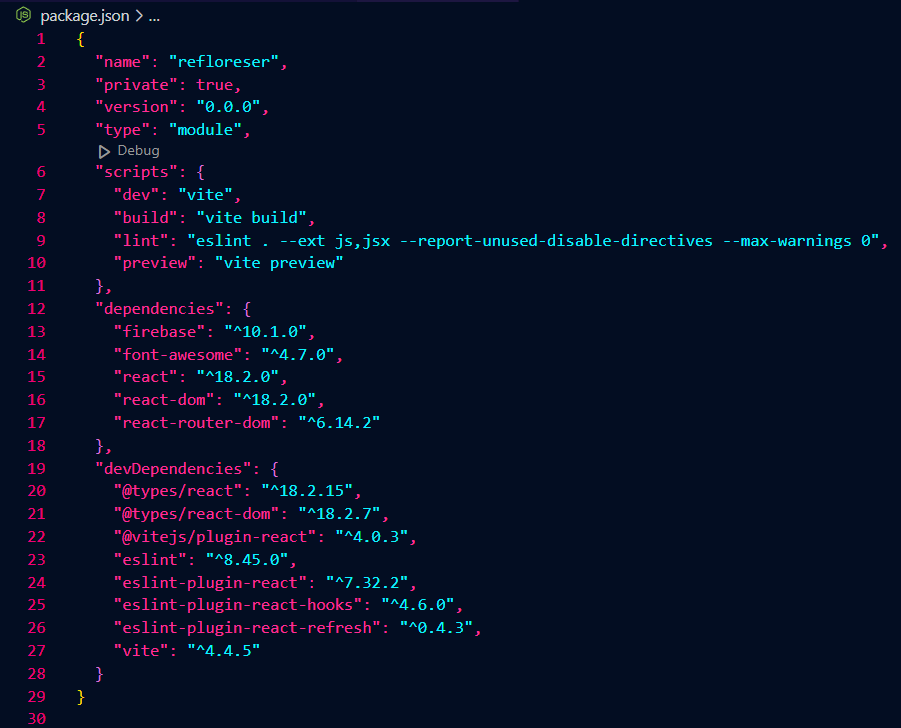 package.json > ...
1 {
2 "name": "refloreser",
3 "private": true,
4 "version": "0.0.0",
5 "type": "module",
Debug
6 "scripts": {
7 "dev": "vite",
8 "build": "vite build",
9 "lint": "eslint . --ext js,jsx --report-unused-disable-directives --max-warnings 0",
10 "preview": "vite preview"
11 },
12 "dependencies": {
13 "firebase": "^10.1.0",
14 "font-awesome": "^4.7.0",
15 "react": "^18.2.0",
16 "react-dom": "^18.2.0",
17 "react-router-dom": "^6.14.2"
18 },
19 "devDependencies": {
20 "@types/react": "^18.2.15",
21 "@types/react-dom": "^18.2.7",
22 "@vitejs/plugin-react": "^4.0.3",
23 "eslint": "^8.45.0",
24 "eslint-plugin-react": "^7.32.2",
25 "eslint-plugin-react-hooks": "^4.6.0",
26 "eslint-plugin-react-refresh": "^0.4.3",
27 "vite": "^4.4.5"
28 }
29 }
30